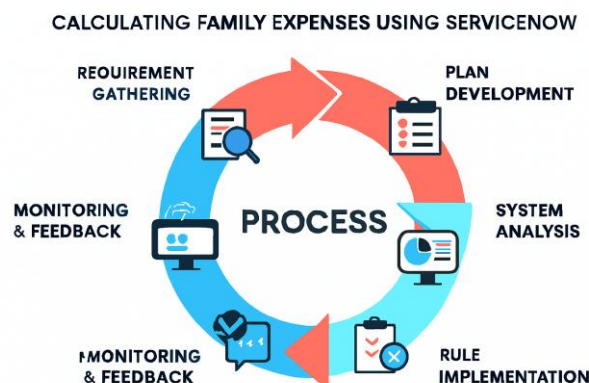 CALCULATING FAMILY EXPENSES USING SERVICENOW
REOUIREMENT
GATHERING
PLAN
DEVELOPMENT
MONITORING
& FEEDBACK
PROCESS
SYSTEM
ANALYSIS
MONITORING
& FEEDBACK
RULE
IMPLEMENTATION